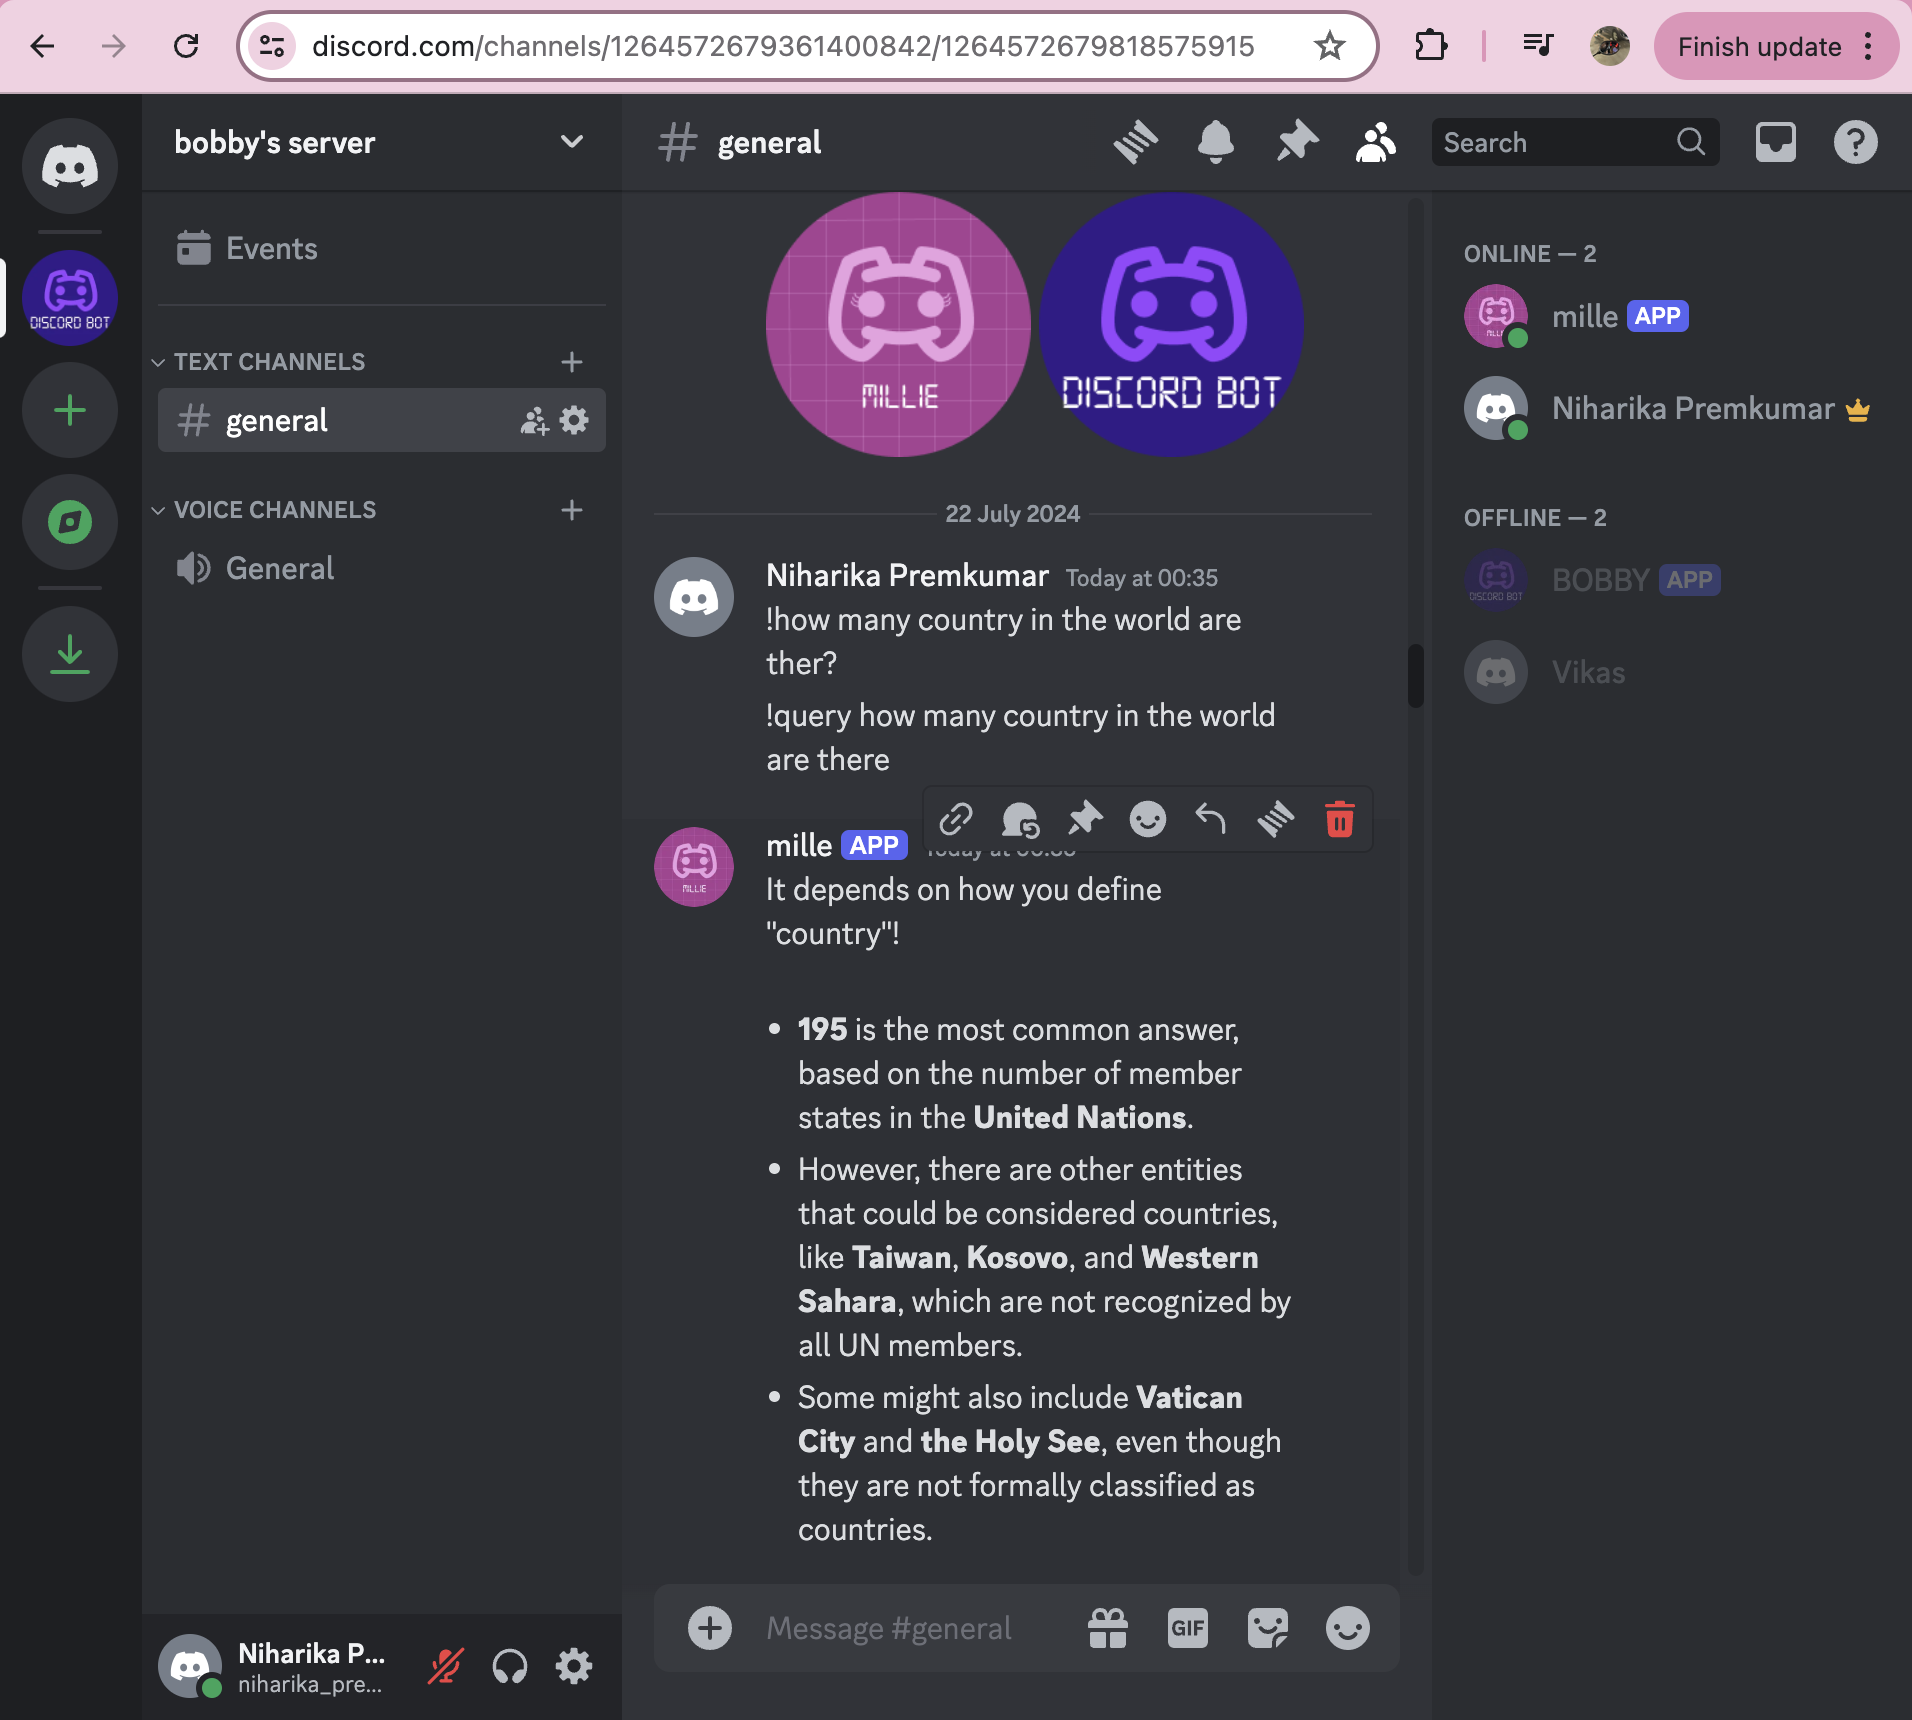 discord.com/channels/1264572679361400842/1264572679818575915
Finish update
bobby's server
general
Search
Events
TEXT CHANNELS
general
VOICE CHANNELS
General
DISCORD BOT
MILLIE
DISCORD BOT
22 July 2024
Niharika Premkumar Today at 00:35
!how many country in the world are
ther?
!query how many country in the world
are there
mille APP
MILLIE
It depends on how you define
"country"!
• 195 is the most common answer,
based on the number of member
states in the United Nations.
• However, there are other entities
that could be considered countries,
like Taiwan, Kosovo, and Western
Sahara, which are not recognized by
all UN members.
• Some might also include Vatican
City and the Holy See, even though
they are not formally classified as
countries.
Message #general
GIF
Niharika P...
niharika_pre...
ONLINE — 2
mille APP
Niharika Premkumar
OFFLINE — 2
BOBBY APP
DISCORD BOT
Vikas